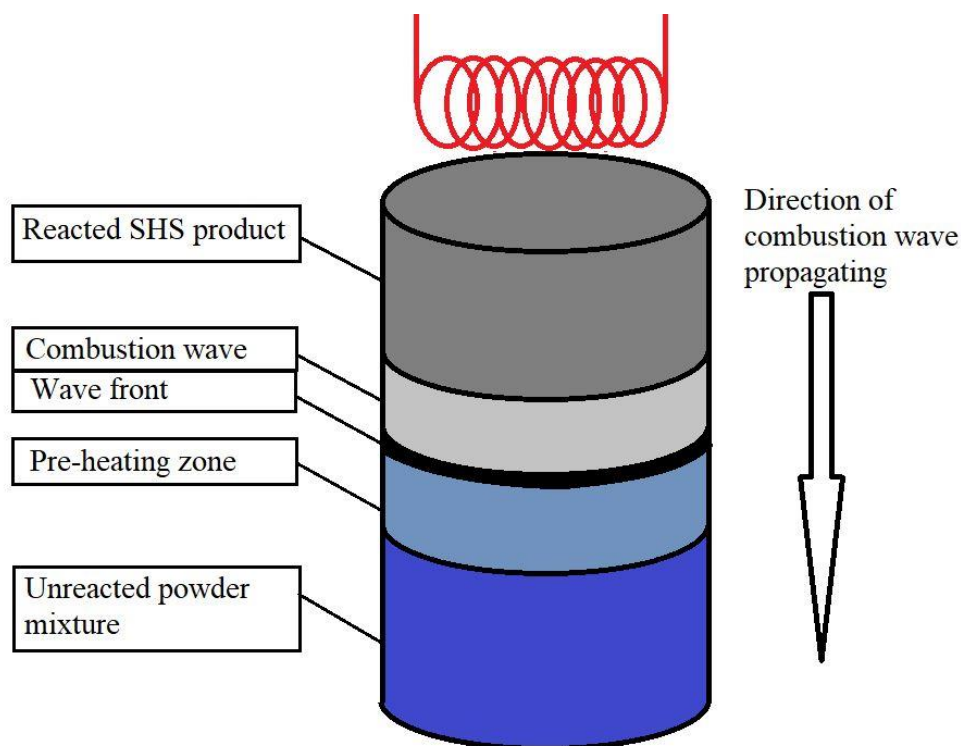 Reacted SHS product
Combustion wave
Wave front
Pre-heating zone
Unreacted powder
mixture
Direction of
combustion wave
propagating